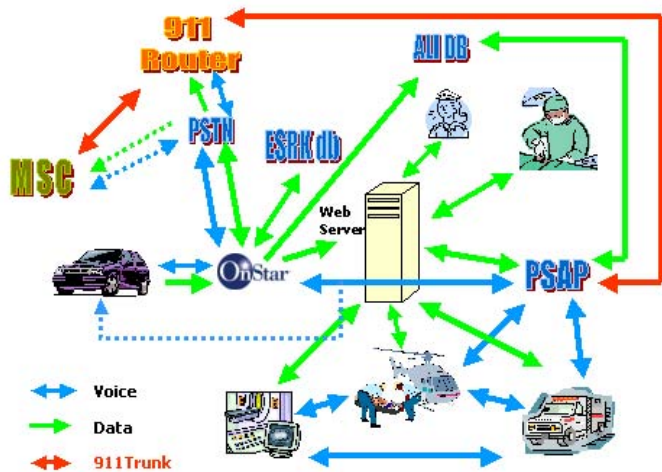 911
Router
ALI DB
PSTN
ESRK db
MSC
Web
Server
OnStar
PSAP
Voice
Data
911Trunk